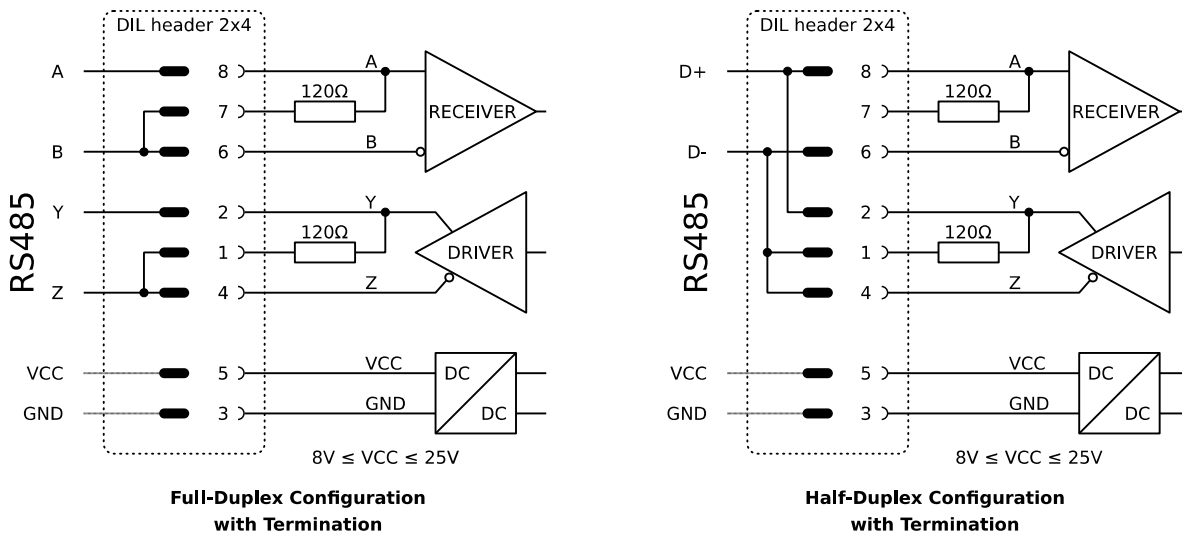 DIL header 2x4
A 8 A
120Ω
7
RECEIVER
B 6 B
RS485
Y 2 Y
120Ω
1
DRIVER
Z 4 Z
VCC 5 VCC
DC
GND 3 GND
DC
8V ≤ VCC ≤ 25V
Full-Duplex Configuration
with Termination
DIL header 2x4
D+ 8 A
120Ω
7
RECEIVER
D- 6 B
RS485
2 Y
120Ω
1
DRIVER
4 Z
VCC 5 VCC
DC
GND 3 GND
DC
8V ≤ VCC ≤ 25V
Half-Duplex Configuration
with Termination